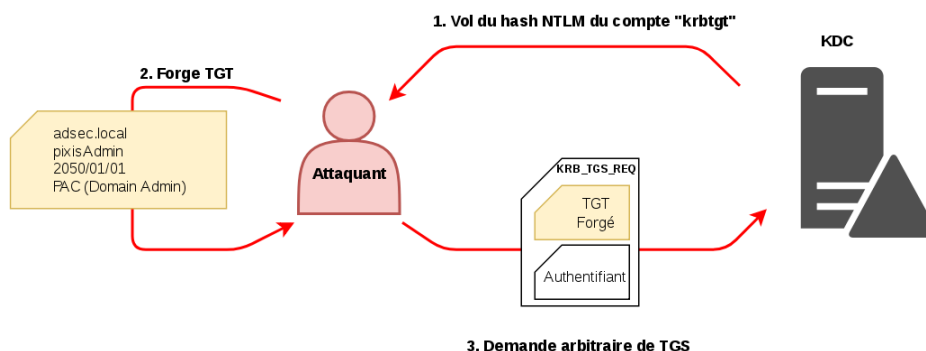 1. Vol du hash NTLM du compte "krbtgt"
KDC
2. Forge TGT
adsec.local
pixisAdmin
2050/01/01
PAC (Domain Admin)
Attaquant
KRB_TGS_REQ
TGT
Forgé
Authentifiant
3. Demande arbitraire de TGS